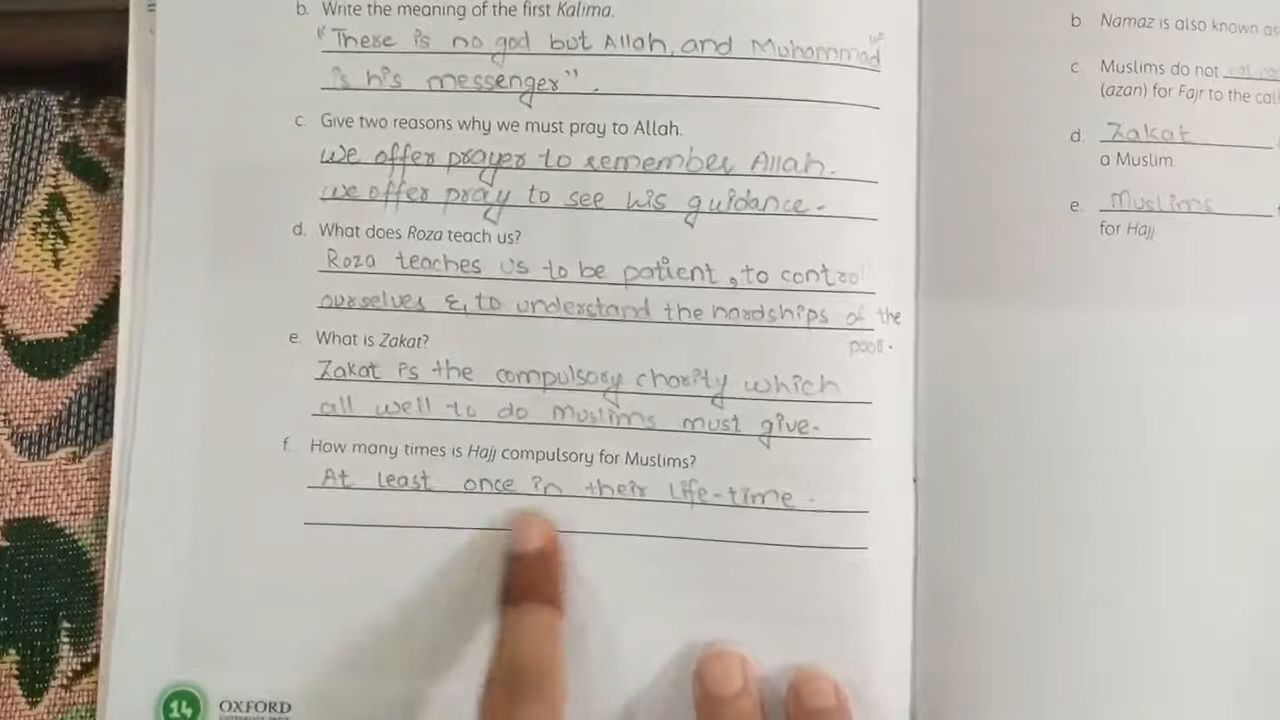 b. Write the meaning of the first Kalima.
"There is no god but Allah, and Muhammad
is his messenger".
c. Give two reasons why we must pray to Allah.
we offer prayer to remember Allah.
we offer pray to see his guidance.
d. What does Roza teach us?
Roza teaches us to be patient, to control
ourselves & to understand the hardships of the
poor.
e. What is Zakat?
Zakat is the compulsory charity which
all well to do Muslims must give.
f. How many times is Hajj compulsory for Muslims?
At least once in their life-time.
14 OXFORD
b Namaz is also known as
c Muslims do not
(azan) for Fajr to the cal
d. Zakat
a Muslim
e. Muslims
for Hajj